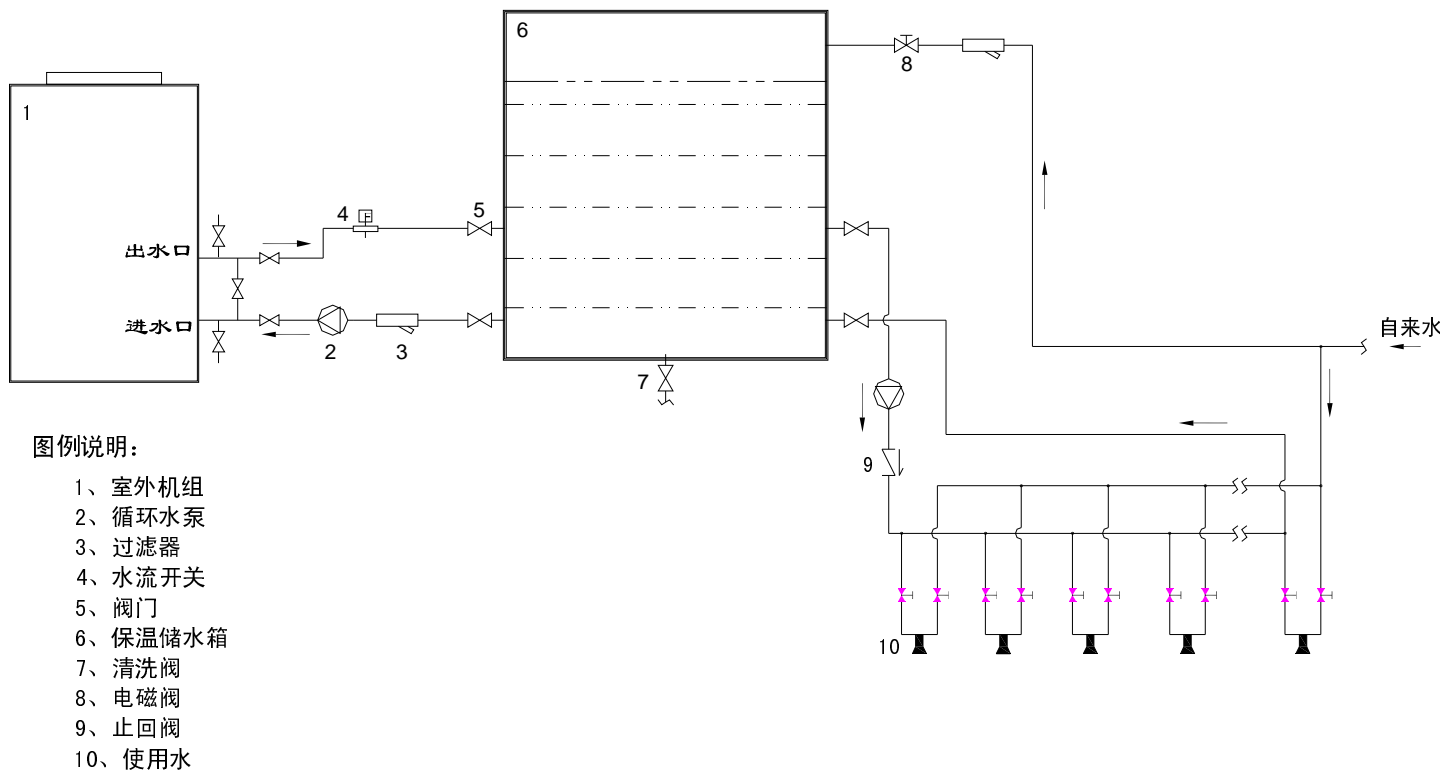 6
8
1
4
5
出水口
进水口
2
3
7
自来水
9
10
图例说明:
1、室外机组
2、循环水泵
3、过滤器
4、水流开关
5、阀门
6、保温储水箱
7、清洗阀
8、电磁阀
9、止回阀
10、使用水